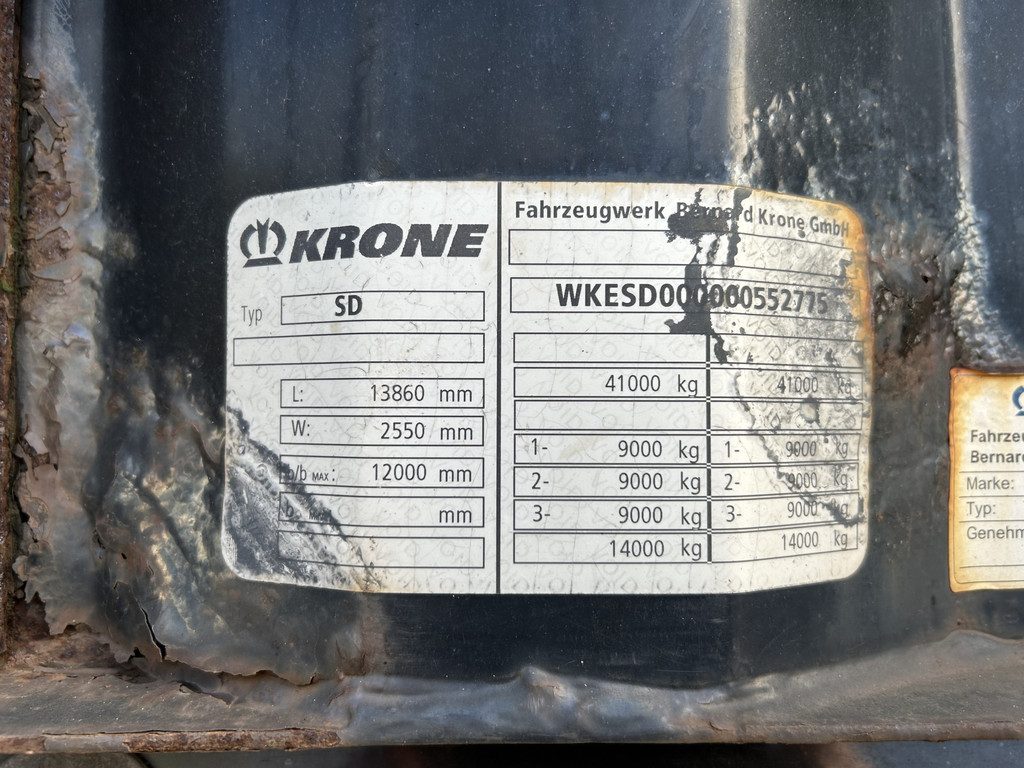 KRONE
Typ SD
L: 13860 mm
W: 2550 mm
b/b MAX: 12000 mm
mm
Fahrzeugwerk Bernard Krone GmbH
WKESD000000552775
41000 kg 41000 kg
1- 9000 kg 1- 9000 kg
2- 9000 kg 2- 9000 kg
3- 9000 kg 3- 9000 kg
14000 kg 14000 kg
Bernard
Marke:
Typ: